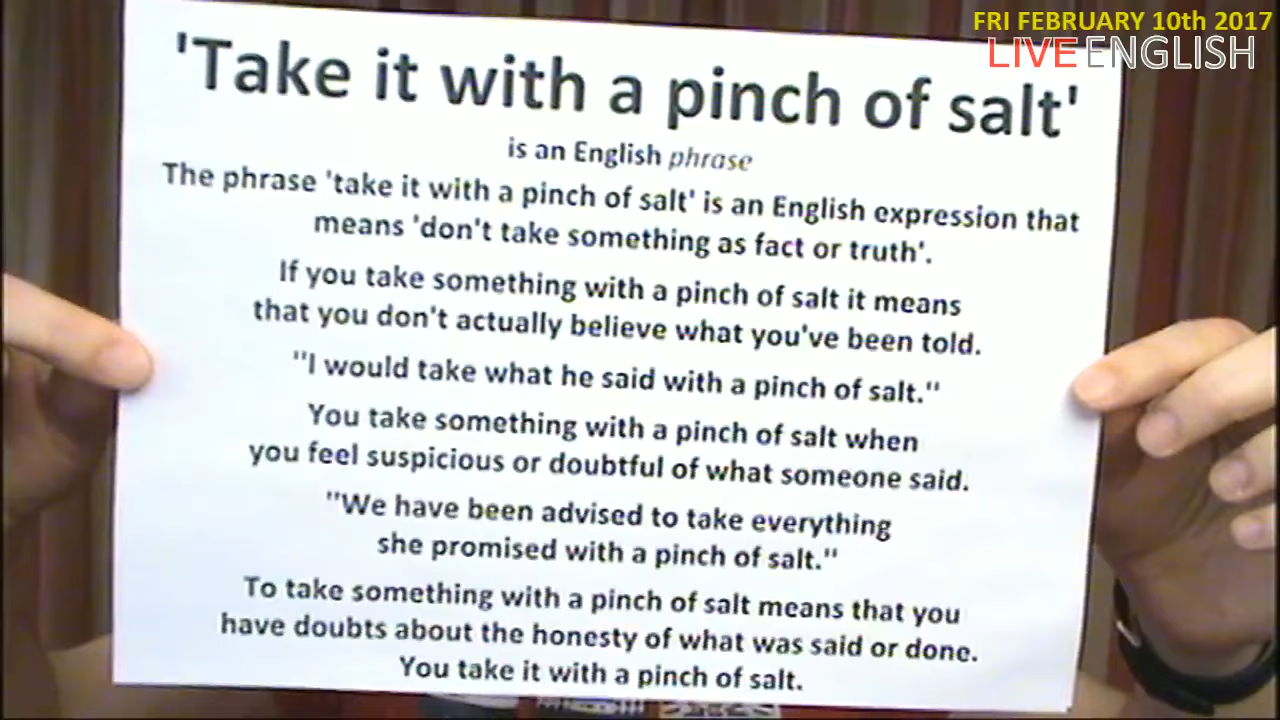 FRI FEBRUARY 10th 2017
LIVE ENGLISH
'Take it with a pinch of salt'
is an English phrase
The phrase 'take it with a pinch of salt' is an English expression that
means 'don't take something as fact or truth'.
If you take something with a pinch of salt it means
that you don't actually believe what you've been told.
"I would take what he said with a pinch of salt."
You take something with a pinch of salt when
you feel suspicious or doubtful of what someone said.
"We have been advised to take everything
she promised with a pinch of salt."
To take something with a pinch of salt means that you
have doubts about the honesty of what was said or done.
You take it with a pinch of salt.